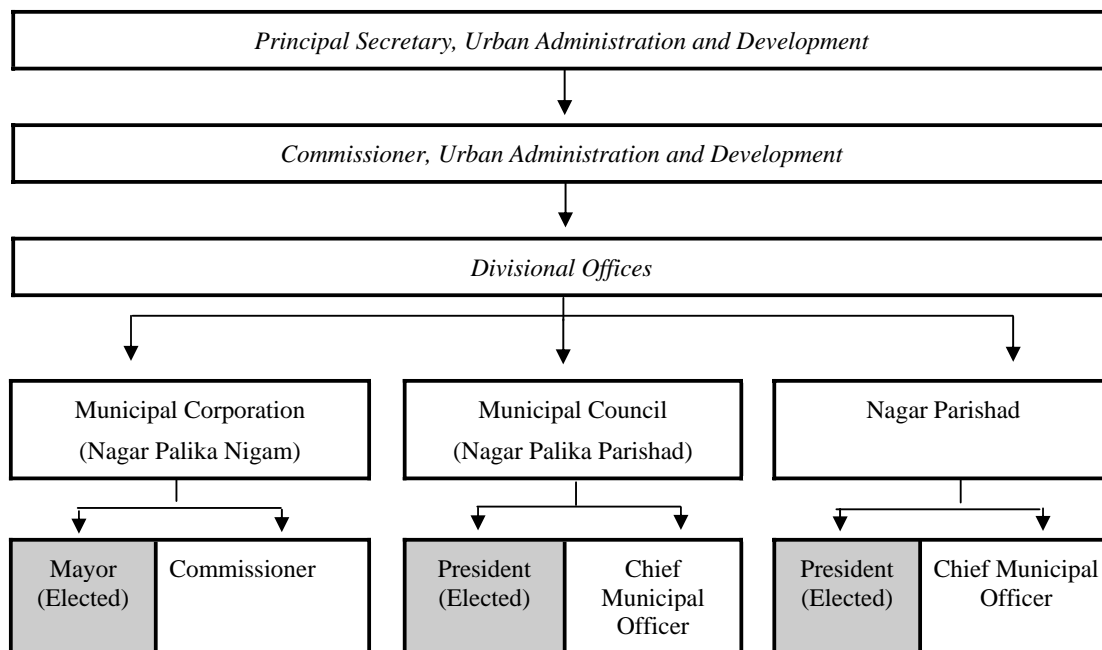 Principal Secretary, Urban Administration and Development
Commissioner, Urban Administration and Development
Divisional Offices
Municipal Corporation
(Nagar Palika Nigam)
Municipal Council
(Nagar Palika Parishad)
Nagar Parishad
Mayor
(Elected)
Commissioner
President
(Elected)
Chief
Municipal
Officer
President
(Elected)
Chief Municipal
Officer